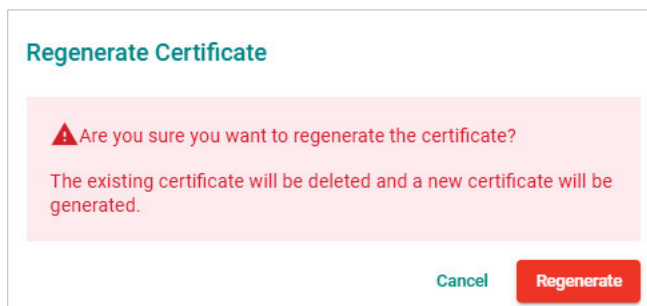 Regenerate Certificate
Are you sure you want to regenerate the certificate?
The existing certificate will be deleted and a new certificate will be
generated.
Cancel Regenerate